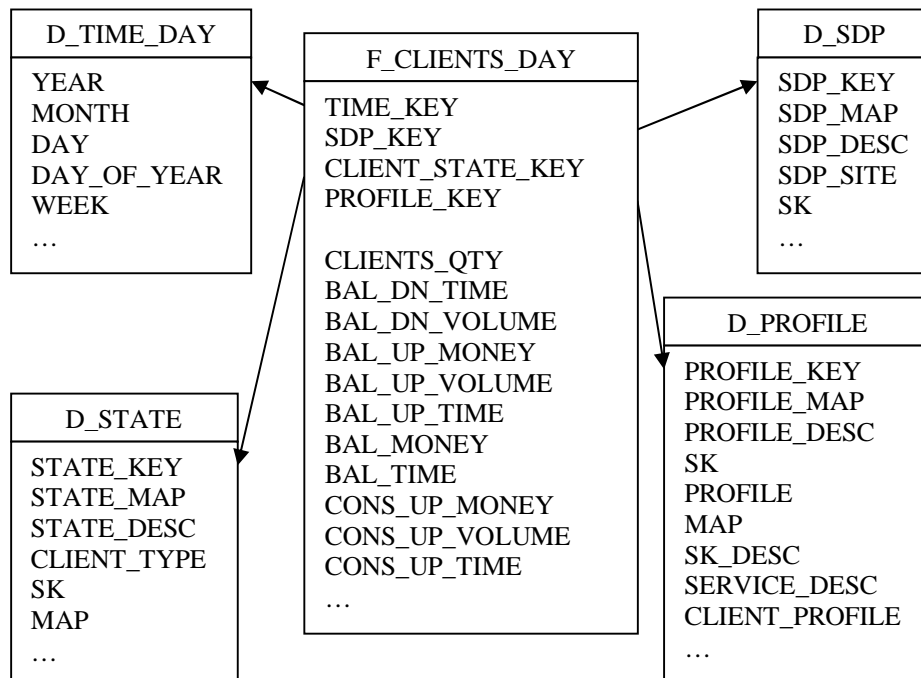 D_TIME_DAY
YEAR
MONTH
DAY
DAY_OF_YEAR
WEEK
…
F_CLIENTS_DAY
TIME_KEY
SDP_KEY
CLIENT_STATE_KEY
PROFILE_KEY
CLIENTS_QTY
BAL_DN_TIME
BAL_DN_VOLUME
BAL_UP_MONEY
BAL_UP_VOLUME
BAL_UP_TIME
BAL_MONEY
BAL_TIME
CONS_UP_MONEY
CONS_UP_VOLUME
CONS_UP_TIME
…
D_SDP
SDP_KEY
SDP_MAP
SDP_DESC
SDP_SITE
SK
…
D_STATE
STATE_KEY
STATE_MAP
STATE_DESC
CLIENT_TYPE
SK
MAP
…
D_PROFILE
PROFILE_KEY
PROFILE_MAP
PROFILE_DESC
SK
PROFILE
MAP
SK_DESC
SERVICE_DESC
CLIENT_PROFILE
…